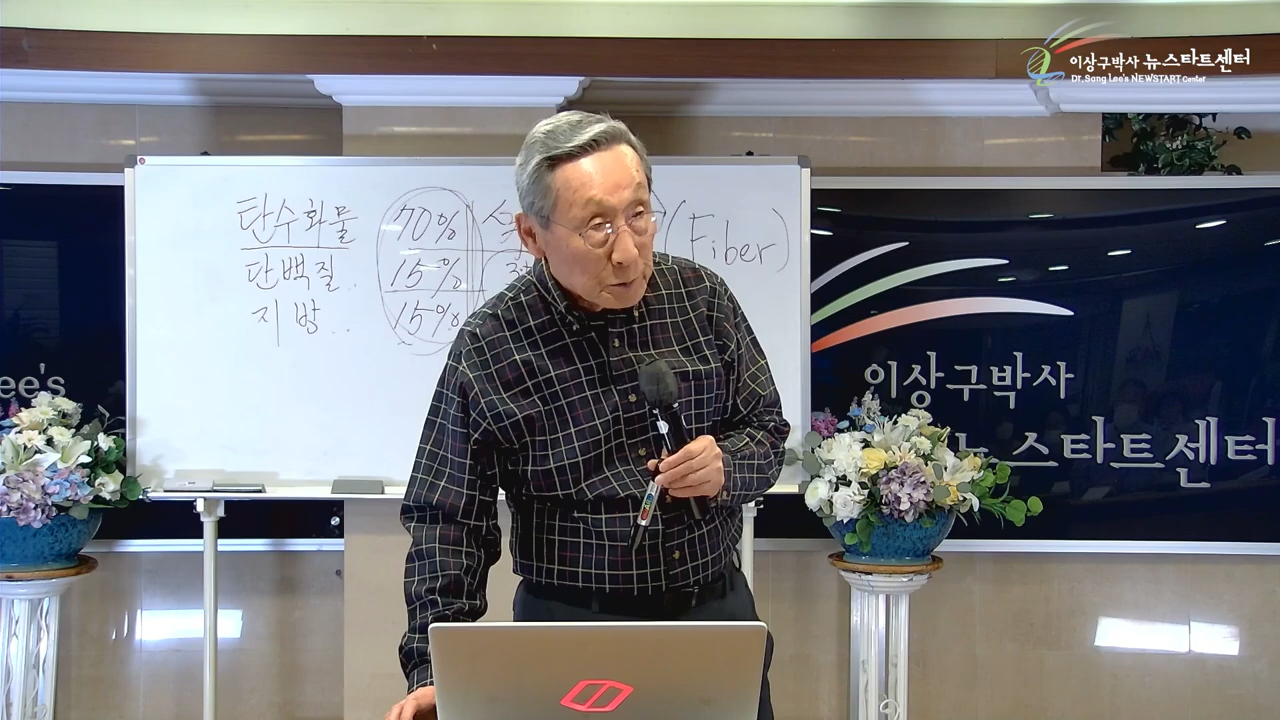 이상구박사 뉴스타트센터
Dr. Sang Lee's NEWSTART Center
탄수화물 70% (Fiber)
단백질 15%
지방 15%
ee's
이상구박사
뉴스타트센터